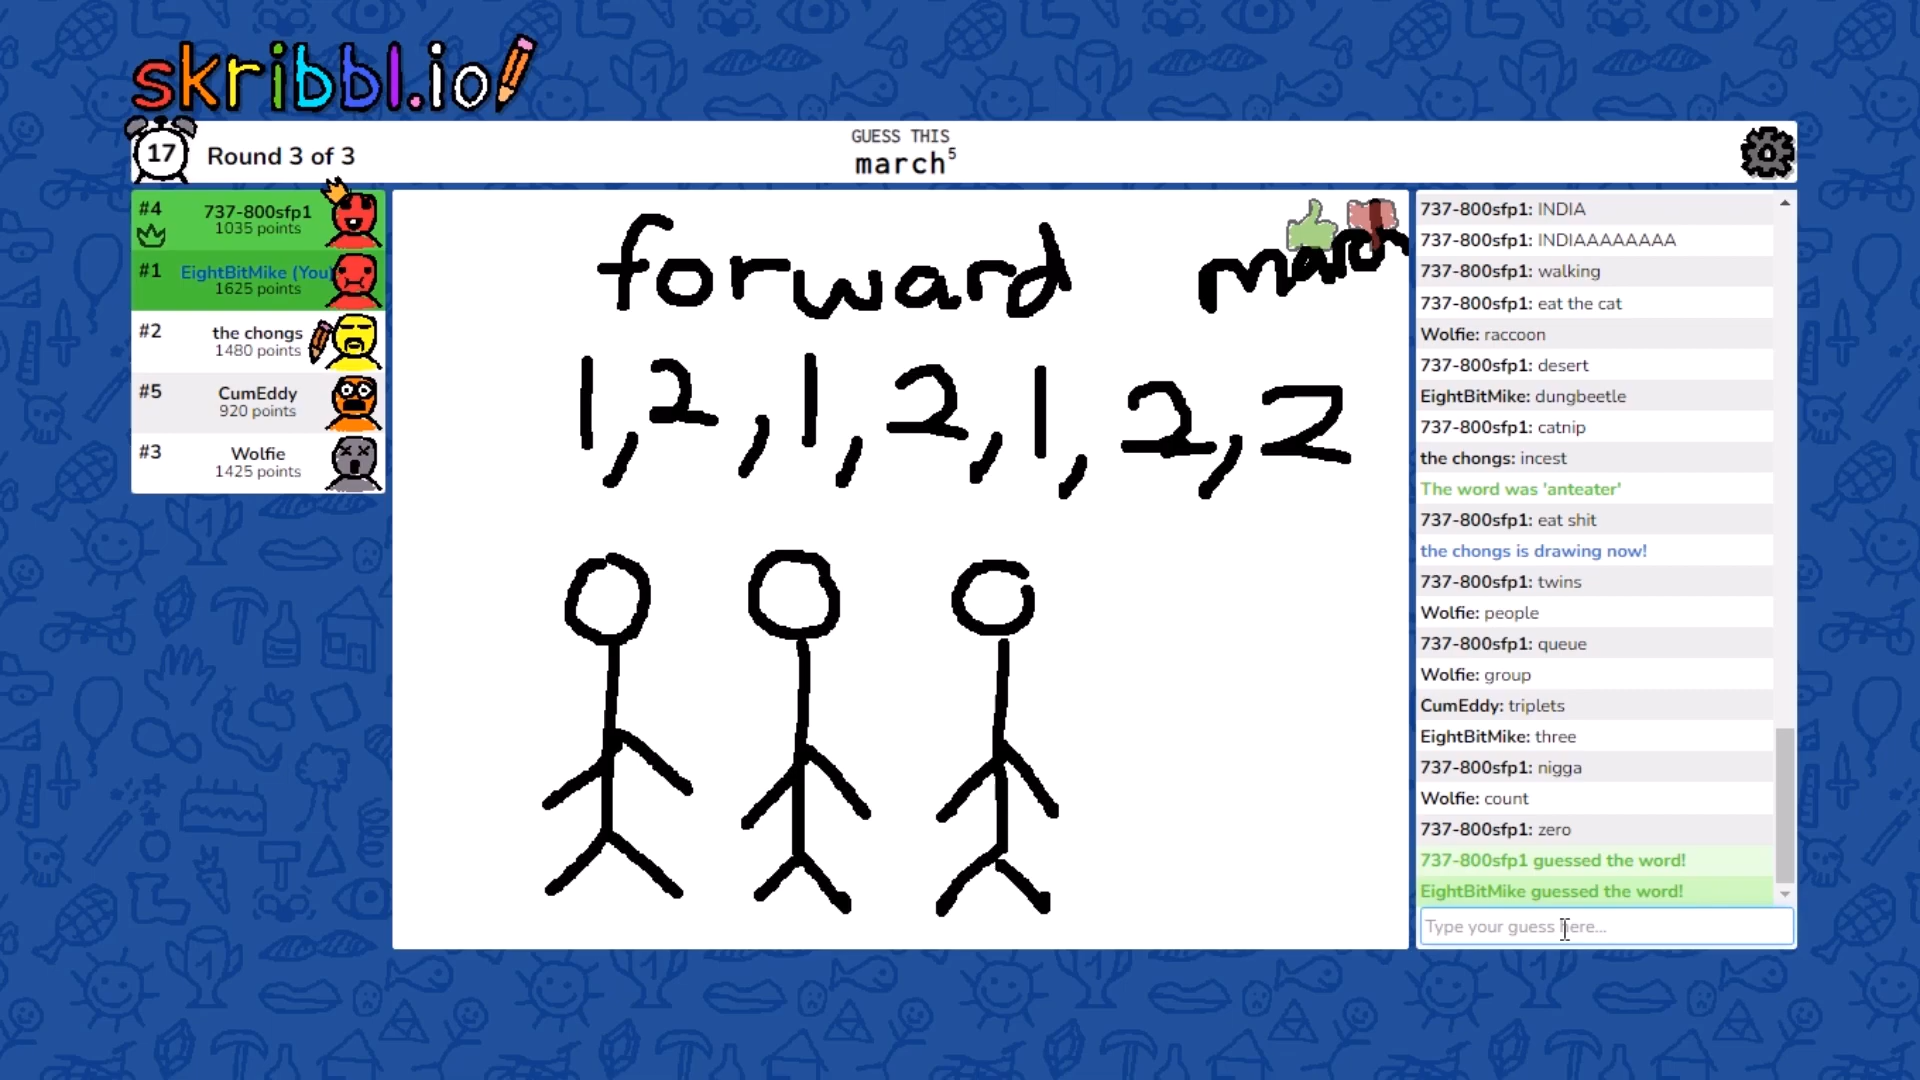 skribbl.io
17
Round 3 of 3
GUESS THIS
march5
#4
737-800sfp1
1035 points
#1
EightBitMike (You)
1625 points
#2
the chongs
1480 points
#5
CumEddy
920 points
#3
Wolfie
1425 points
forward march
1, 2, 1, 2, 1, 2, 2
737-800sfp1: INDIA
737-800sfp1: INDIAAAAAAAA
737-800sfp1: walking
737-800sfp1: eat the cat
Wolfie: raccoon
737-800sfp1: desert
EightBitMike: dungbeetle
737-800sfp1: catnip
the chongs: incest
The word was 'anteater'
737-800sfp1: eat shit
the chongs is drawing now!
737-800sfp1: twins
Wolfie: people
737-800sfp1: queue
Wolfie: group
CumEddy: triplets
EightBitMike: three
737-800sfp1: nigga
Wolfie: count
737-800sfp1: zero
737-800sfp1 guessed the word!
EightBitMike guessed the word!
Type your guess here...